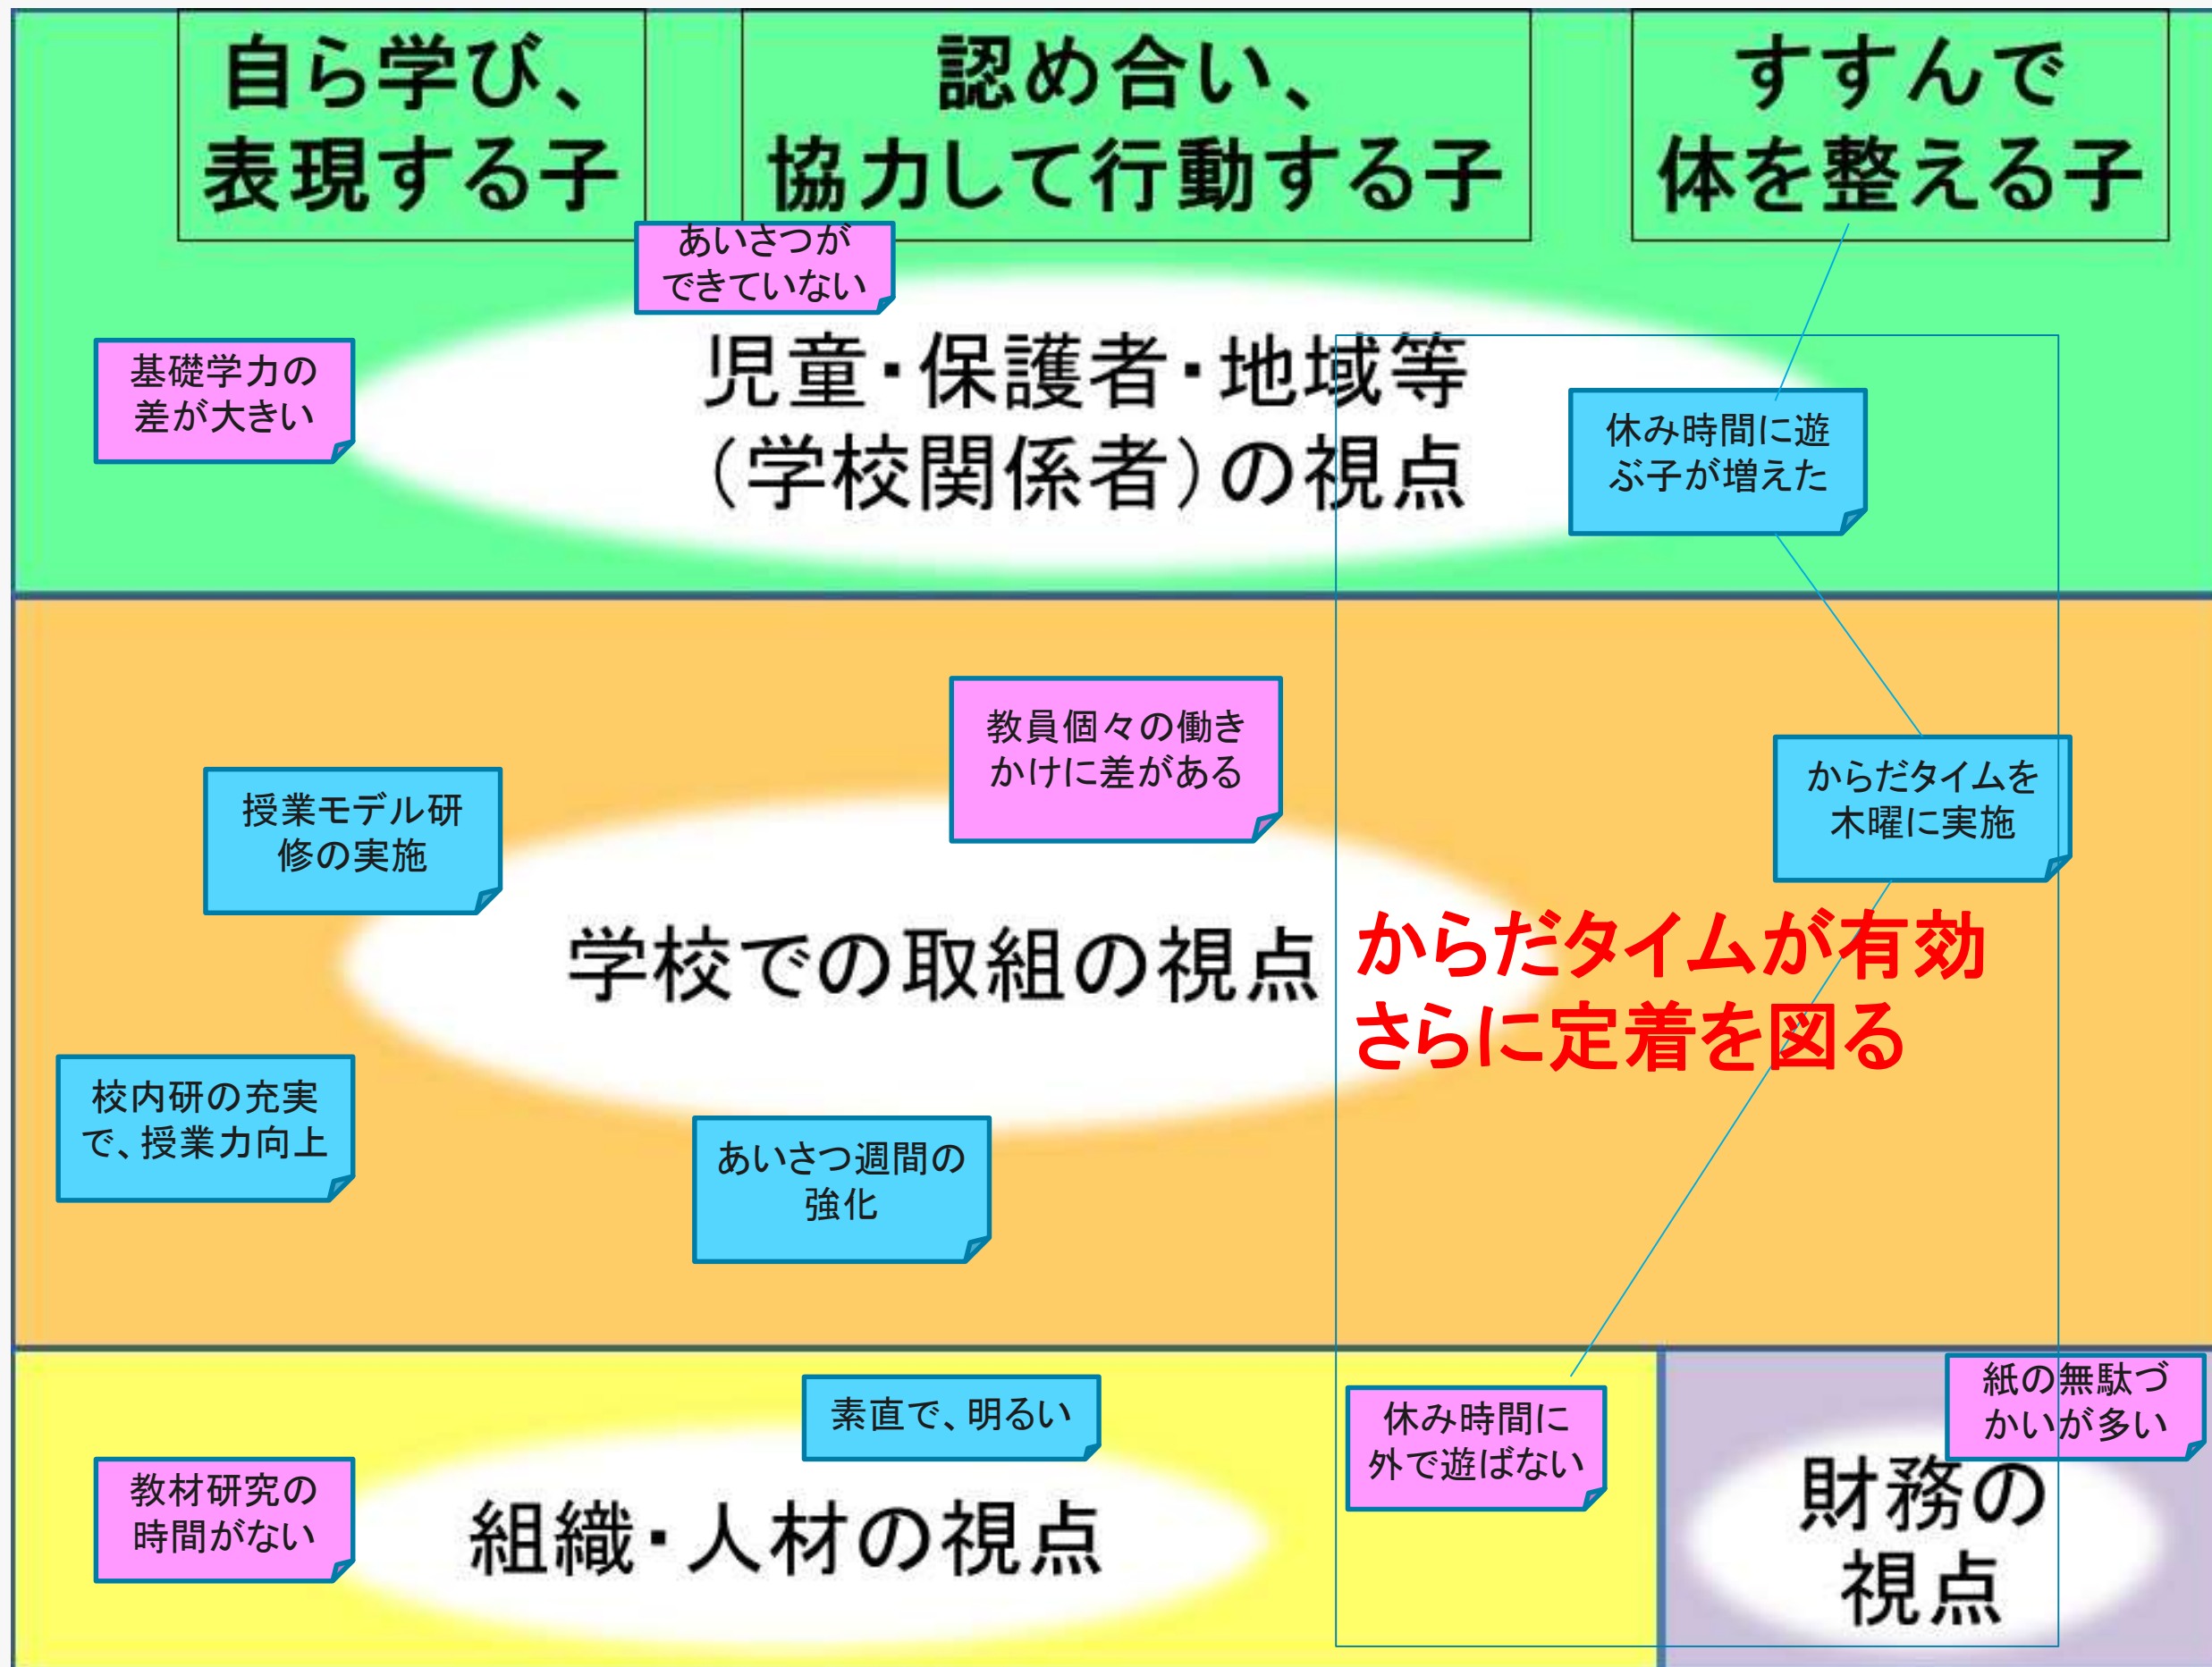 自ら学び、
表現する子
認め合い、
協力して行動する子
すすんで
体を整える子
あいさつが
できていない
基礎学力の
差が大きい
児童・保護者・地域等
（学校関係者）の視点
休み時間に遊
ぶ子が増えた
教員個々の働き
かけに差がある
授業モデル研
修の実施
からだタイムを
木曜に実施
学校での取組の視点
からだタイムが有効
さらに定着を図る
校内研の充実
で、授業力向上
あいさつ週間の
強化
素直で、明るい
休み時間に
外で遊ばない
紙の無駄づ
かいが多い
教材研究の
時間がない
組織・人材の視点
財務の
視点